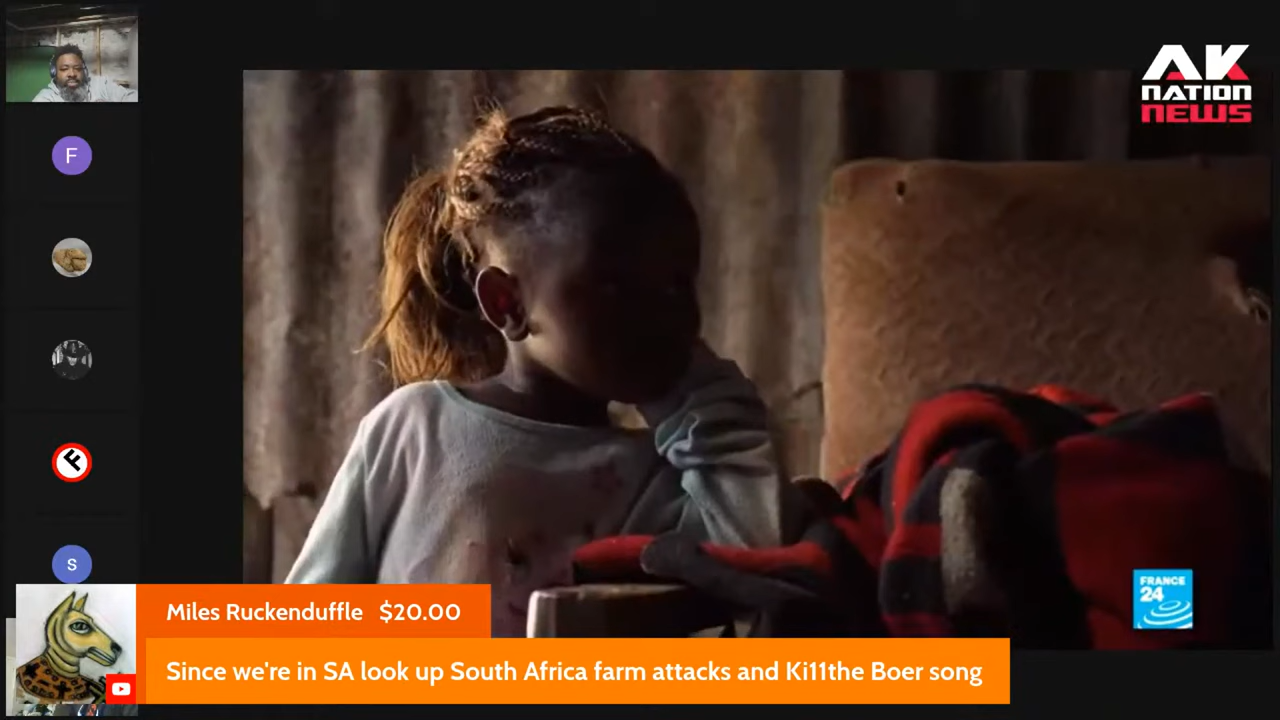 AK
NATION
NEWS
F
F
S
FRANCE
24
Miles Ruckenduffle $20.00
Since we're in SA look up South Africa farm attacks and Ki11the Boer song